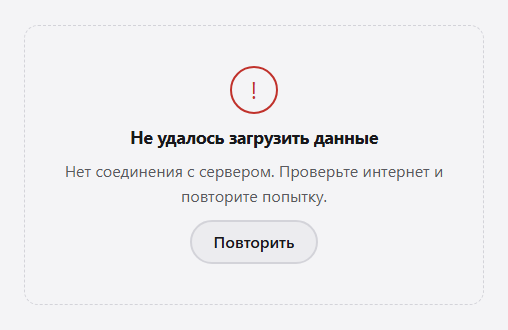 !
Не удалось загрузить данные
Нет соединения с сервером. Проверьте интернет и
повторите попытку.
Повторить